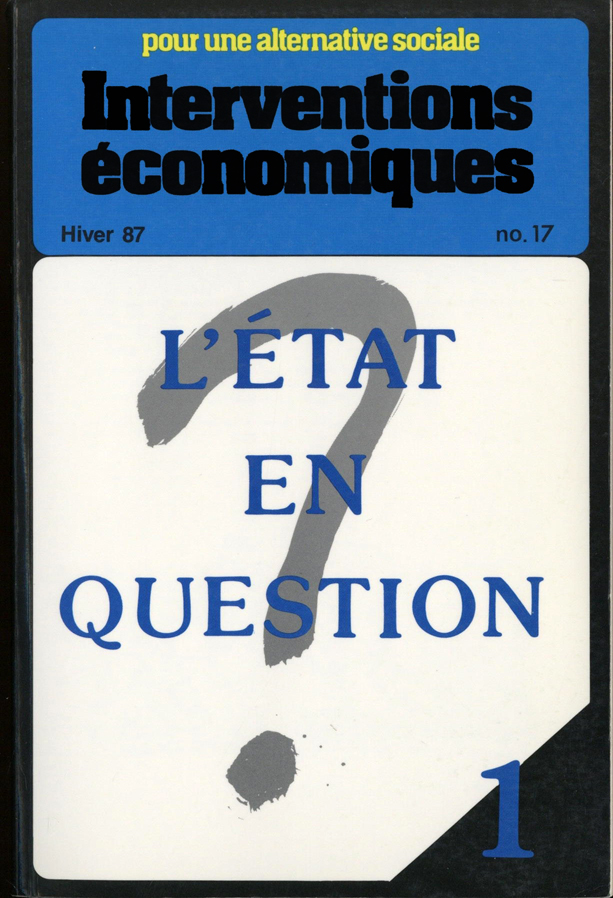 pour une alternative sociale
Interventions
économiques
Hiver 87
no. 17
L'ÉTAT
EN
QUESTION
?
1